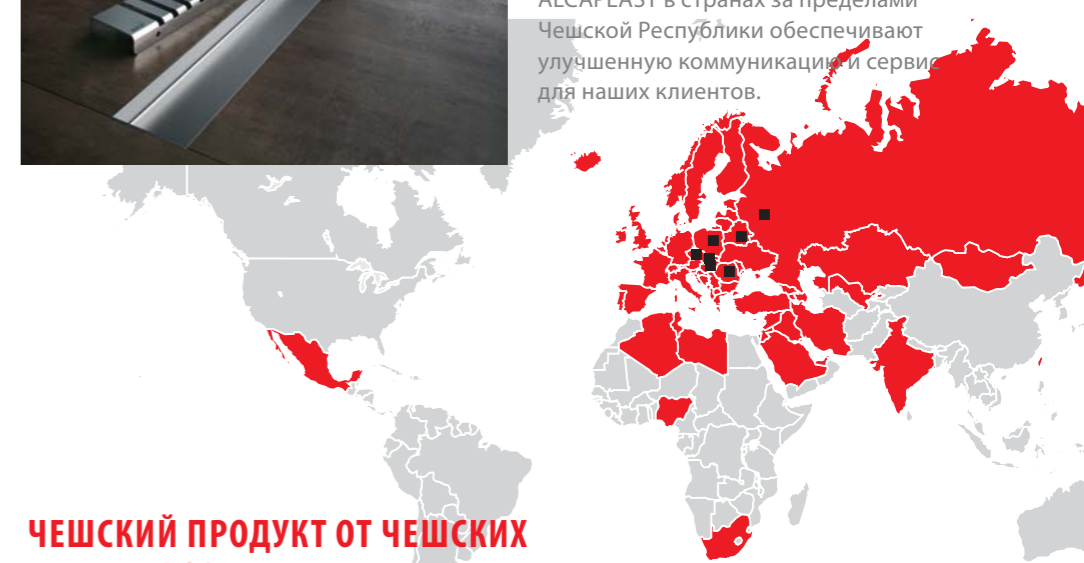 ALCAPLAST в странах за пределами
Чешской Республики обеспечивают
улучшенную коммуникацию и сервис
для наших клиентов.
ЧЕШСКИЙ ПРОДУКТ ОТ ЧЕШСКИХ